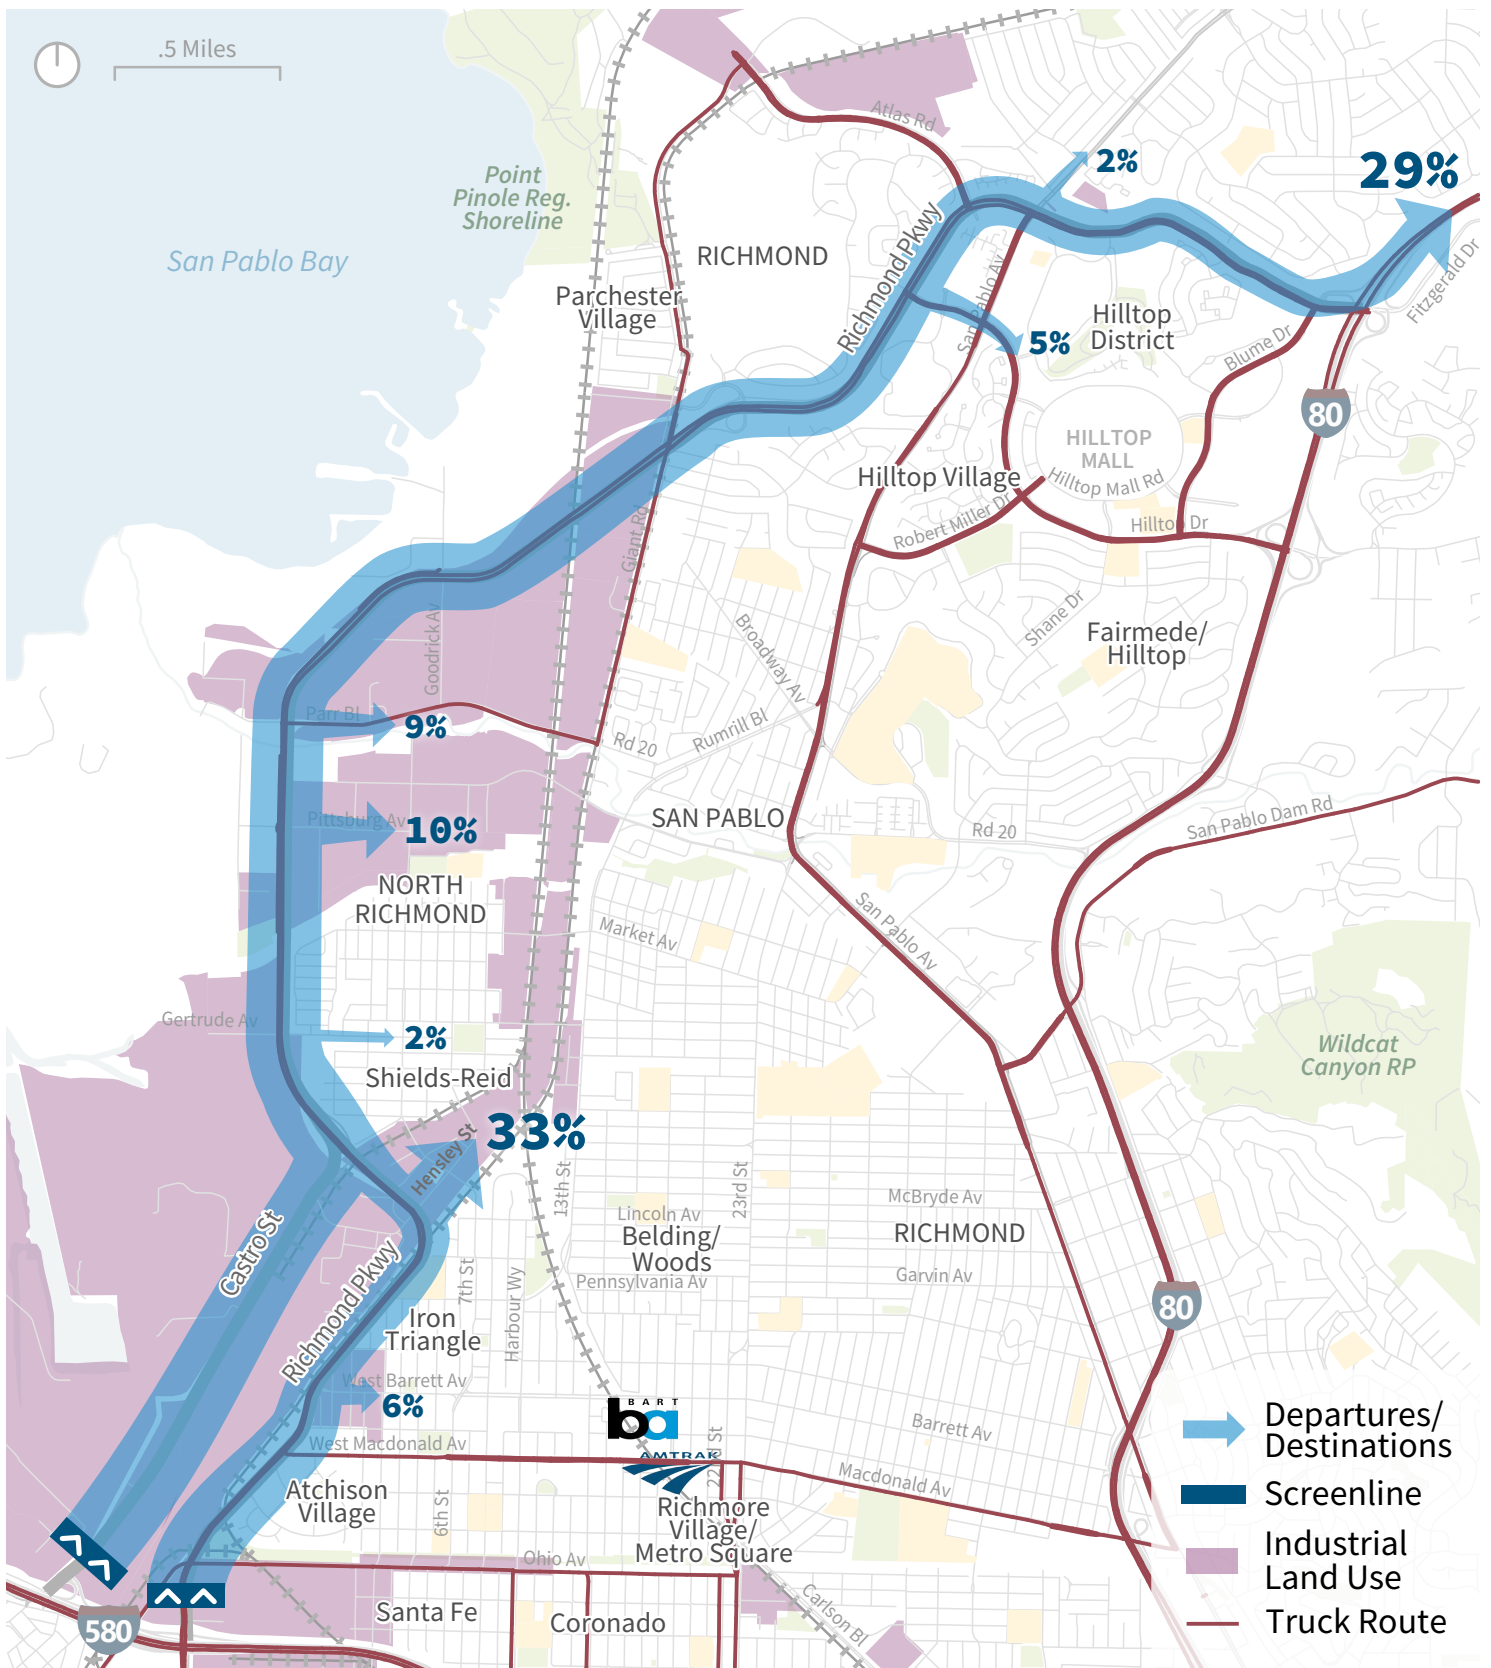 .5 Miles
Atlas Rd
2%
29%
Point
Pinole Reg.
Shoreline
San Pablo Bay
RICHMOND
Richmond Pkwy
San Pablo Av
Fitzgerald Dr
Parchester
Village
Hilltop
District
5%
Blume Dr
80
HILLTOP
MALL
Hilltop Village
Hilltop Mall Rd
Robert Miller Dr
Hilltop Dr
Giant Rd
Goodrick Av
Broadway Av
Shane Dr
Fairmede/
Hilltop
Parr Bl
9%
Rd 20
Rumrill Bl
Pittsburg Av
10%
SAN PABLO
Rd 20
San Pablo Dam Rd
NORTH
RICHMOND
Market Av
San Pablo Av
Gertrude Av
2%
Shields-Reid
Wildcat
Canyon RP
33%
Hensley St
13th St
23rd St
McBryde Av
Lincoln Av
Belding/
Woods
RICHMOND
Castro St
Richmond Pkwy
7th St
Harbour Wy
Pennsylvania Av
Garvin Av
80
Iron
Triangle
West Barrett Av
6%
BART
ba
Barrett Av
West Macdonald Av
AMTRAK
22nd St
Macdonald Av
Atchison
Village
6th St
Richmore
Village/
Metro Square
Ohio Av
Carlson Bl
580
Santa Fe
Coronado
Departures/
Destinations
Screenline
Industrial
Land Use
Truck Route